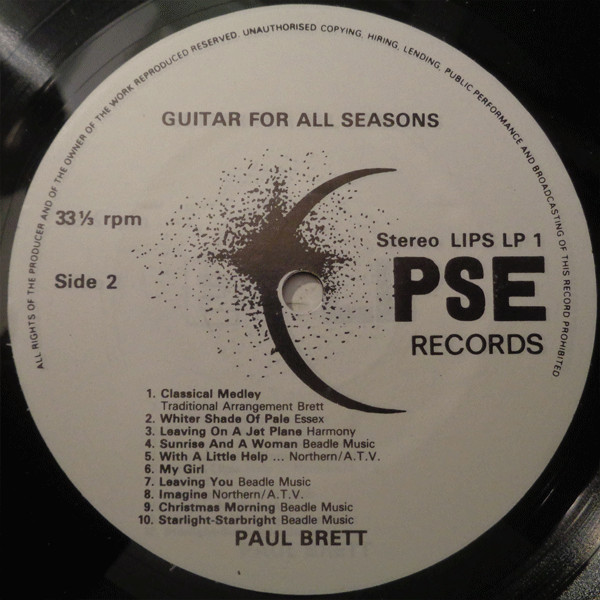 ALL RIGHTS OF THE PRODUCER AND OF THE OWNER OF THE WORK REPRODUCED RESERVED. UNAUTHORISED COPYING, HIRING, LENDING, PUBLIC PERFORMANCE AND BROADCASTING OF THIS RECORD PROHIBITED
GUITAR FOR ALL SEASONS
33⅓ rpm
Stereo LIPS LP 1
Side 2
PSE
RECORDS
1. Classical Medley
Traditional Arrangement Brett
2. Whiter Shade Of Pale Essex
3. Leaving On A Jet Plane Harmony
4. Sunrise And A Woman Beadle Music
5. With A Little Help ... Northern/A.T.V.
6. My Girl
7. Leaving You Beadle Music
8. Imagine Northern/A.T.V.
9. Christmas Morning Beadle Music
10. Starlight-Starbright Beadle Music
PAUL BRETT